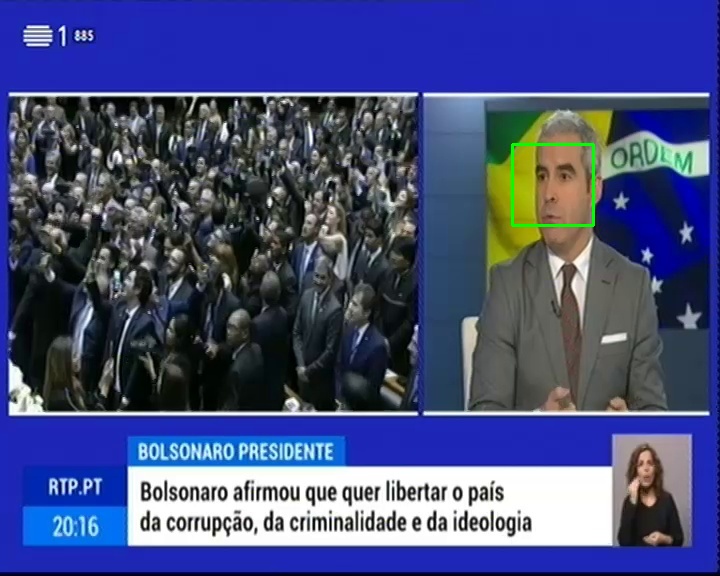 1 885
ORDEM
BOLSONARO PRESIDENTE
RTP.PT
Bolsonaro afirmou que quer libertar o país
20:16
da corrupção, da criminalidade e da ideologia